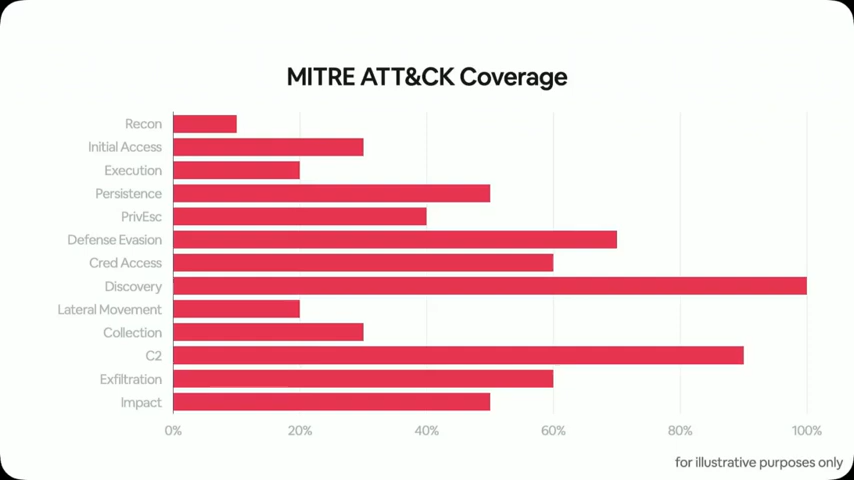 MITRE ATT&CK Coverage
Recon
Initial Access
Execution
Persistence
PrivEsc
Defense Evasion
Cred Access
Discovery
Lateral Movement
Collection
C2
Exfiltration
Impact
0% 20% 40% 60% 80% 100%
for illustrative purposes only